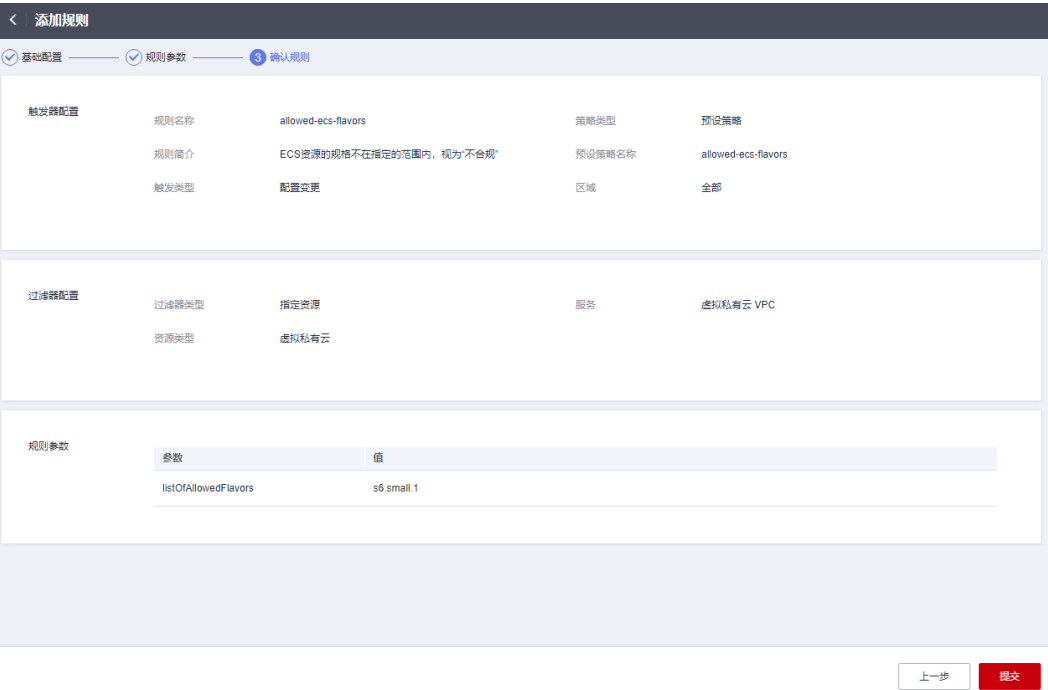 添加规则
基础配置 规则参数 3 确认规则
触发器配置
规则名称 allowed-ecs-flavors 策略类型 预设策略
规则简介 ECS资源的规格不在指定的范围内，视为“不合规” 预设策略名称 allowed-ecs-flavors
触发类型 配置变更 区域 全部
过滤器配置
过滤器类型 指定资源 服务 虚拟私有云 VPC
资源类型 虚拟私有云
规则参数
参数 值
listOfAllowedFlavors s6.small.1
上一步 提交